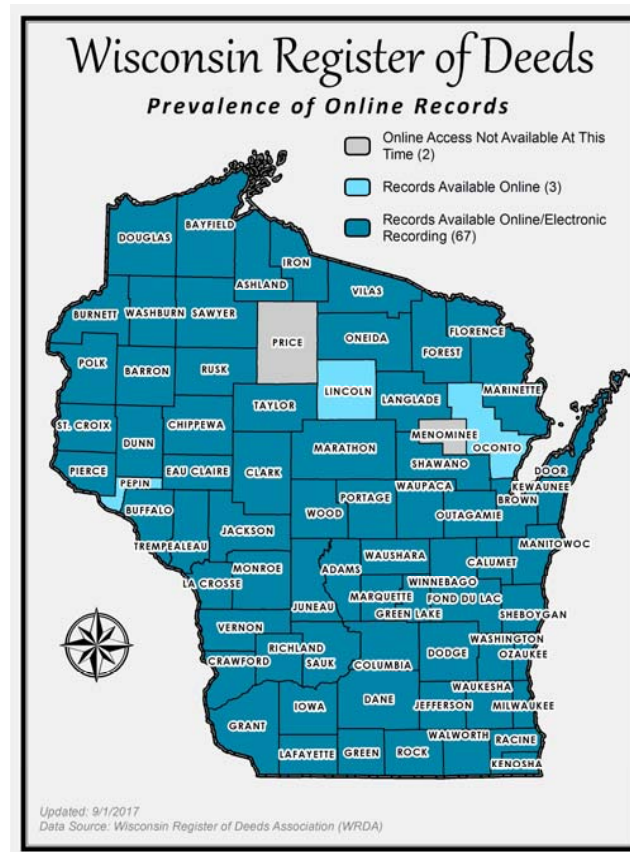 Wisconsin Register of Deeds
Prevalence of Online Records
Online Access Not Available At This
Time (2)
Records Available Online (3)
Records Available Online/Electronic
Recording (67)
BAYFIELD
DOUGLAS
IRON
ASHLAND
VILAS
BURNETT
WASHBURN
SAWYER
FLORENCE
PRICE
ONEIDA
FOREST
POLK
BARRON
RUSK
LINCOLN
MARINETTE
LANGLADE
TAYLOR
ST. CROIX
CHIPPEWA
MENOMINEE
DUNN
OCONTO
MARATHON
SHAWANO
PIERCE
EAU CLAIRE
CLARK
DOOR
PEPIN
WAUPACA
KEWAUNEE
PORTAGE
BROWN
BUFFALO
WOOD
OUTAGAMIE
JACKSON
TREMPEALEAU
MANITOWOC
WAUSHARA
CALUMET
MONROE
ADAMS
LA CROSSE
WINNEBAGO
MARQUETTE
FOND DU LAC
JUNEAU
GREEN LAKE
SHEBOYGAN
VERNON
WASHINGTON
RICHLAND
DODGE
OZAUKEE
CRAWFORD
SAUK
COLUMBIA
WAUKESHA
DANE
IOWA
JEFFERSON
MILWAUKEE
GRANT
WALWORTH
RACINE
LAFAYETTE
GREEN
ROCK
KENOSHA
Updated: 9/1/2017
Data Source: Wisconsin Register of Deeds Association (WRDA)